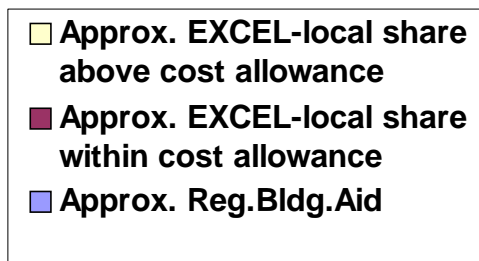 Approx. EXCEL-local share
above cost allowance
Approx. EXCEL-local share
within cost allowance
Approx. Reg.Bldg.Aid